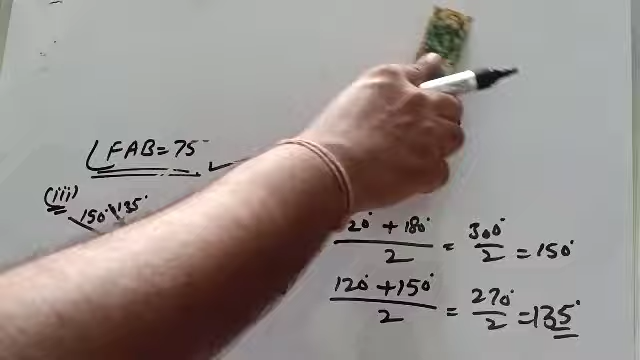 ∠FAB = 75°
(iii)
150° 135°
20° + 180° / 2 = 300° / 2 = 150°
120° + 150° / 2 = 270° / 2 = 135°